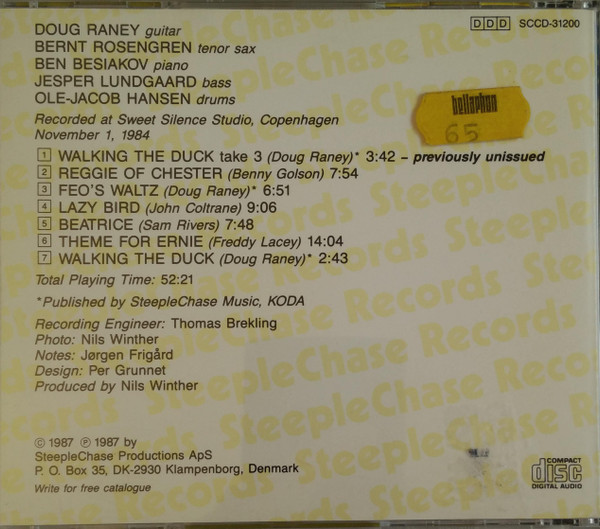 DOUG RANEY guitar
BERNT ROSENGREN tenor sax
BEN BESIAKOV piano
JESPER LUNDGAARD bass
OLE-JACOB HANSEN drums
DDD SCCD-31200
bellaphon
65
Recorded at Sweet Silence Studio, Copenhagen
November 1, 1984
1 WALKING THE DUCK take 3 (Doug Raney)* 3:42 – previously unissued
2 REGGIE OF CHESTER (Benny Golson) 7:54
3 FEO'S WALTZ (Doug Raney)* 6:51
4 LAZY BIRD (John Coltrane) 9:06
5 BEATRICE (Sam Rivers) 7:48
6 THEME FOR ERNIE (Freddy Lacey) 14:04
7 WALKING THE DUCK (Doug Raney)* 2:43
Total Playing Time: 52:21
*Published by SteepleChase Music, KODA
Recording Engineer: Thomas Brekling
Photo: Nils Winther
Notes: Jørgen Frigård
Design: Per Grunnet
Produced by Nils Winther
© 1987 ℗ 1987 by
SteepleChase Productions ApS
P. O. Box 35, DK-2930 Klampenborg, Denmark
Write for free catalogue
COMPACT
disc
DIGITAL AUDIO
SteepleChase Records